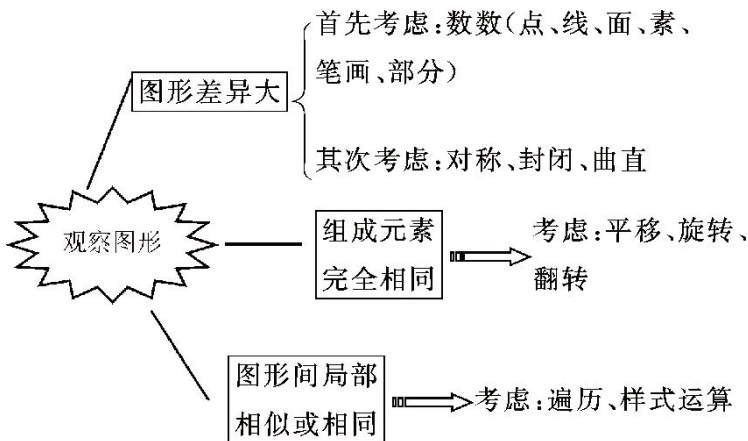 首先考虑:数数(点、线、面、素、
笔画、部分)
图形差异大
其次考虑:对称、封闭、曲直
观察图形
组成元素
完全相同
考虑:平移、旋转、
翻转
图形间局部
相似或相同
考虑:遍历、样式运算